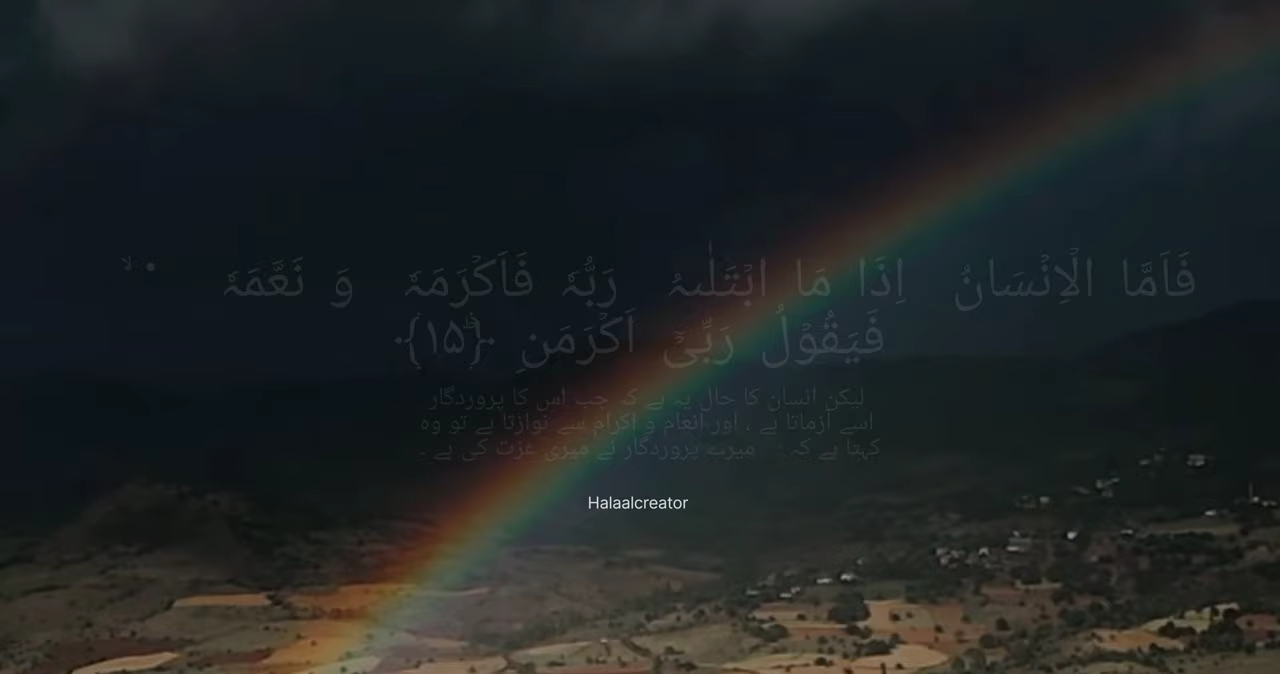 فَاَمَّا الْاِنْسَانُ اِذَا مَا ابْتَلٰىهُ رَبُّهٗ فَاَكْرَمَهٗ وَ نَعَّمَهٗ ۙ۬
فَیَقُوْلُ رَبِّیْۤ اَكْرَمَنِ ﴿ؕ۱۵﴾
لیکن انسان کا حال یہ ہے کہ جب اس کا پروردگار
اسے آزماتا ہے ، اور انعام و اکرام سے نوازتا ہے تو وہ
کہتا ہے کہ : میرے پروردگار نے میری عزت کی ہے ۔
Halaalcreator